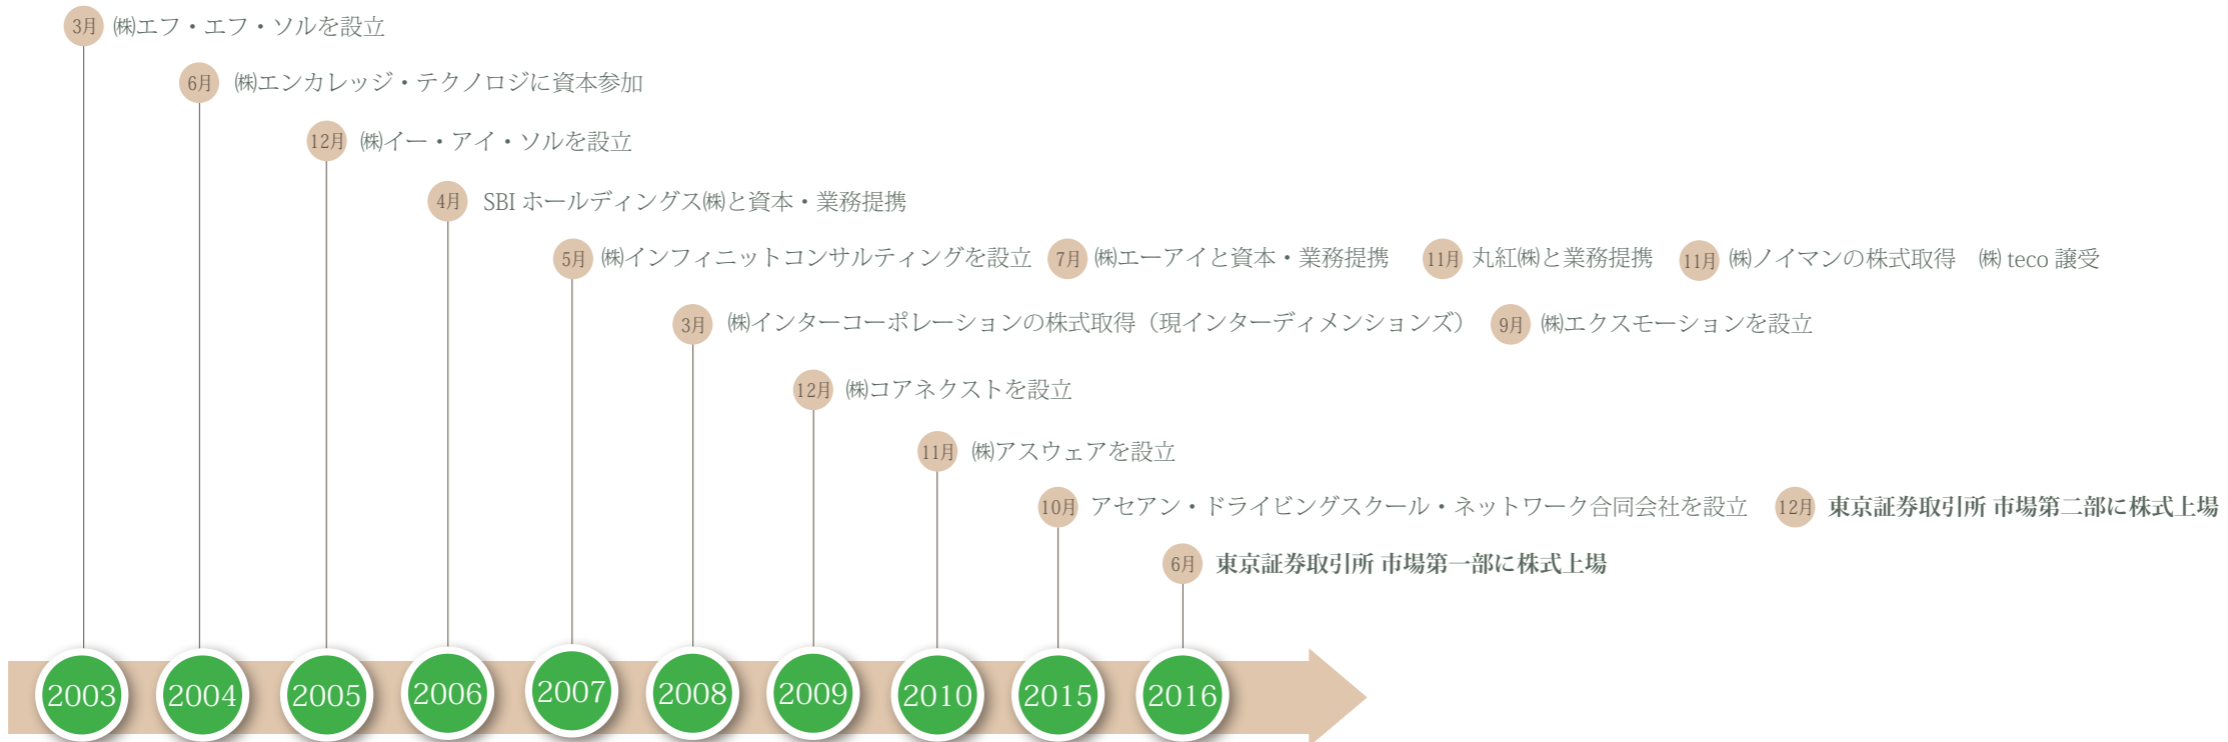 3月 ㈱エフ・エフ・ソルを設立
6月 ㈱エンカレッジ・テクノロジに資本参加
12月 ㈱イー・アイ・ソルを設立
4月 SBI ホールディングス㈱と資本・業務提携
5月 ㈱インフィニットコンサルティングを設立 7月 ㈱エーアイと資本・業務提携 11月 丸紅㈱と業務提携 11月 ㈱ノイマンの株式取得 ㈱ teco 譲受
3月 ㈱インターコーポレーションの株式取得（現インターディメンションズ） 9月 ㈱エクスモーションを設立
12月 ㈱コアネクストを設立
11月 ㈱アスウェアを設立
10月 アセアン・ドライビングスクール・ネットワーク合同会社を設立 12月 東京証券取引所 市場第二部に株式上場
6月 東京証券取引所 市場第一部に株式上場
2003 2004 2005 2006 2007 2008 2009 2010 2015 2016